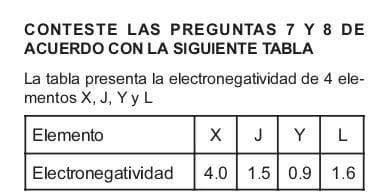 CONTESTE LAS PREGUNTAS 7 Y 8 DE
ACUERDO CON LA SIGUIENTE TABLA
La tabla presenta la electronegatividad de 4 ele-
mentos X, J, Y y L
Elemento X J Y L
Electronegatividad 4.0 1.5 0.9 1.6